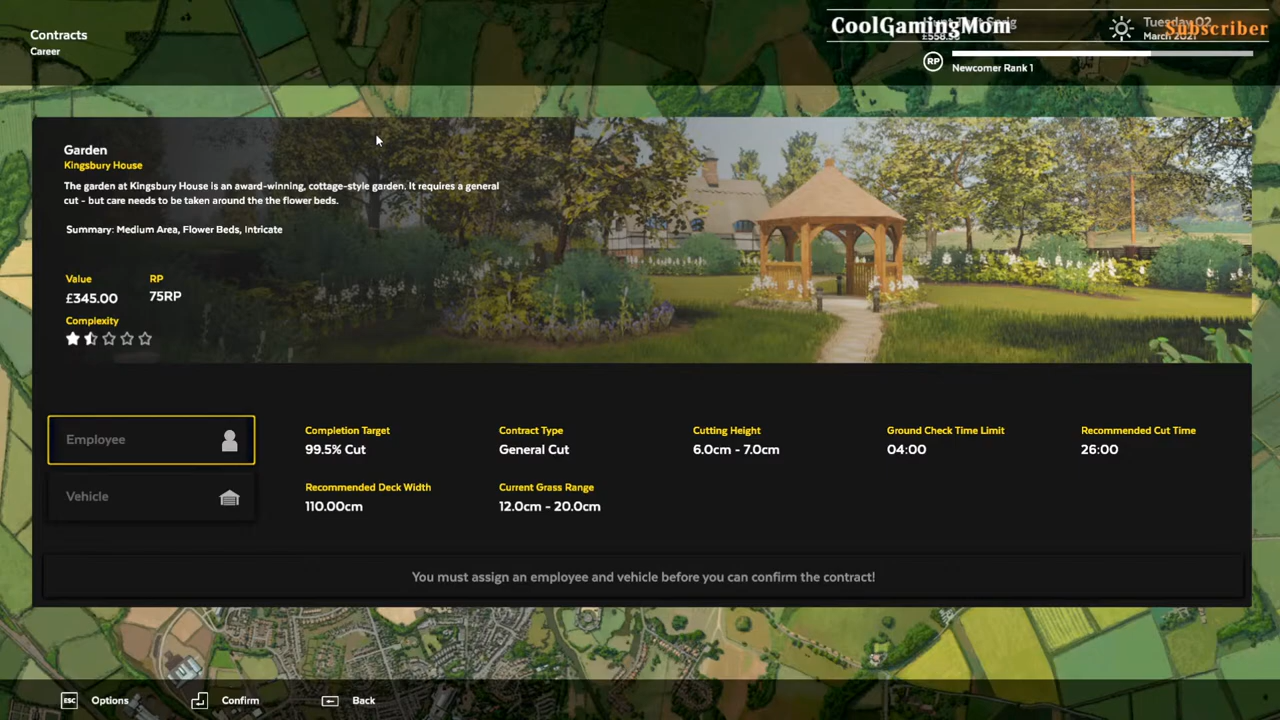 Contracts
Career
CoolGamingMom
Tuesday 02
March 2021
Subscriber
RP
Newcomer Rank 1
Garden
Kingsbury House
The garden at Kingsbury House is an award-winning, cottage-style garden. It requires a general
cut - but care needs to be taken around the the flower beds.
Summary: Medium Area, Flower Beds, Intricate
Value RP
£345.00 75RP
Complexity
Employee
Vehicle
Completion Target Contract Type Cutting Height Ground Check Time Limit Recommended Cut Time
99.5% Cut General Cut 6.0cm - 7.0cm 04:00 26:00
Recommended Deck Width Current Grass Range
110.00cm 12.0cm - 20.0cm
You must assign an employee and vehicle before you can confirm the contract!
ESC Options Confirm Back